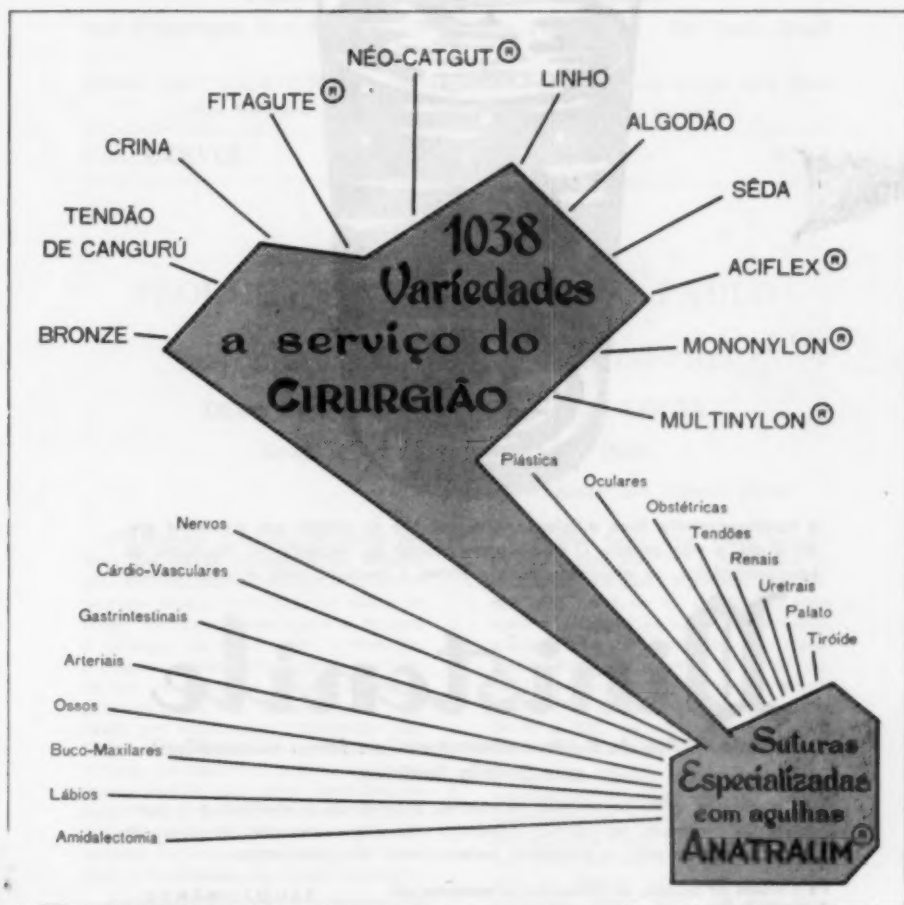 NÉO-CATGUT®
LINHO
FITAGUTE®
ALGODÃO
CRINA
SÊDA
TENDÃO
DE CANGURÚ
ACIFLEX®
BRONZE
MONONYLON®
MULTINYLON®
1038
Variedades
a serviço do
CIRURGIÃO
Plástica
Oculares
Obstétricas
Tendões
Renais
Uretrais
Palato
Tiróide
Nervos
Cárdio-Vasculares
Gastrintestinais
Arteriais
Ossos
Buco-Maxilares
Lábios
Amidalectomia
Suturas
Especializadas
com agulhas
ANATRAUM®